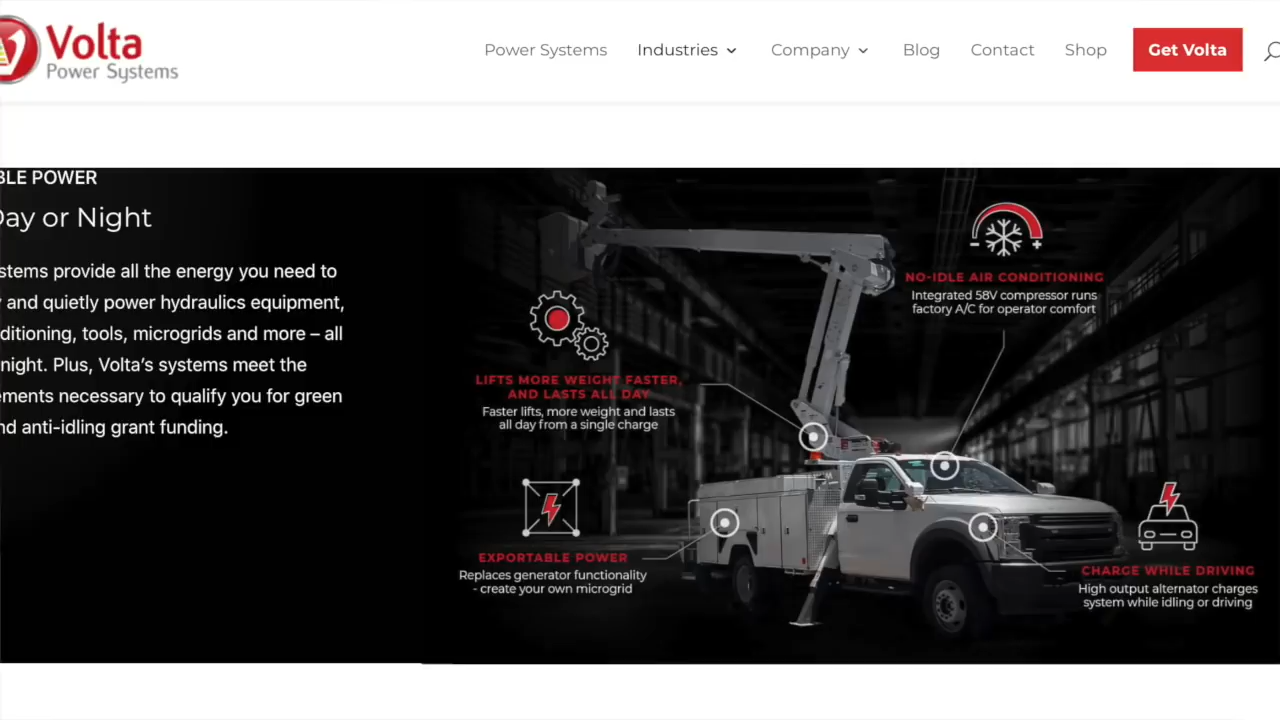 Volta
Power Systems
Power Systems Industries Company Blog Contact Shop Get Volta
BLE POWER
Day or Night
stems provide all the energy you need to
and quietly power hydraulics equipment,
ditioning, tools, microgrids and more – all
night. Plus, Volta’s systems meet the
ements necessary to qualify you for green
nd anti-idling grant funding.
NO-IDLE AIR CONDITIONING
Integrated 58V compressor runs
factory A/C for operator comfort
LIFTS MORE WEIGHT FASTER,
AND LASTS ALL DAY
Faster lifts, more weight and lasts
all day from a single charge
EXPORTABLE POWER
Replaces generator functionality
- create your own microgrid
CHARGE WHILE DRIVING
High output alternator charges
system while idling or driving